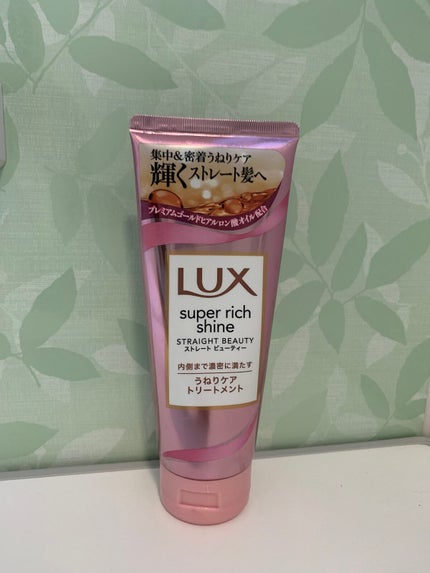 集中&密着うねりケア
輝くストレート髪へ
プレミアムゴールドヒアルロン酸オイル配合
LUX
super rich
shine
STRAIGHT BEAUTY
ストレート ビューティー
内側まで濃密に満たす
うねりケア
トリートメント